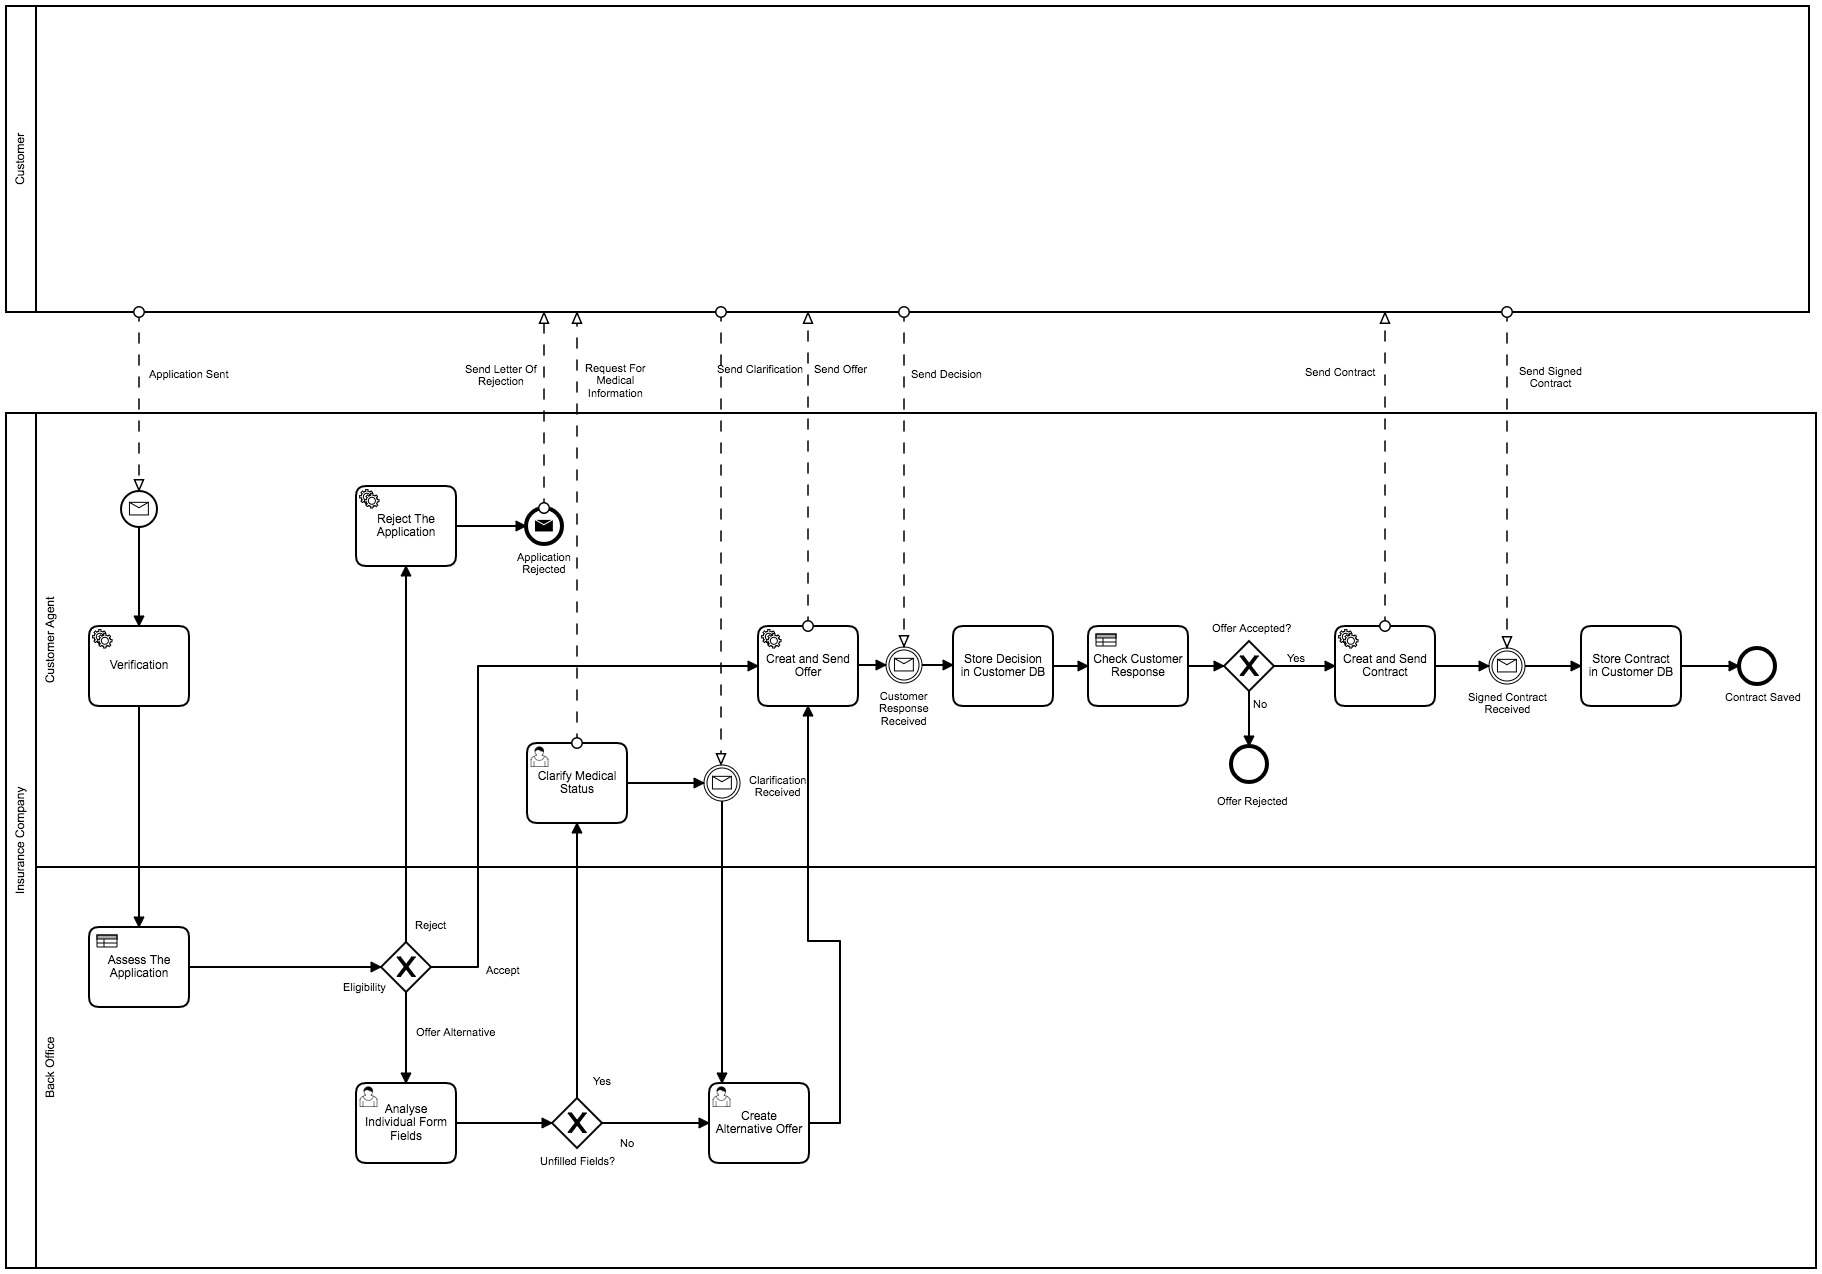 Customer
Application Sent
Send Letter Of
Rejection
Request For
Medical
Information
Send Clarification
Send Offer
Send Decision
Send Contract
Send Signed
Contract
Insurance Company
Customer Agent
Reject The
Application
Application
Rejected
Verification
Creat and Send
Offer
Customer
Response
Received
Store Decision
in Customer DB
Check Customer
Response
Offer Accepted?
Yes
No
Offer Rejected
Creat and Send
Contract
Signed Contract
Received
Store Contract
in Customer DB
Contract Saved
Clarify Medical
Status
Clarification
Received
Back Office
Assess The
Application
Eligibility
Reject
Accept
Offer Alternative
Analyse
Individual Form
Fields
Yes
No
Unfilled Fields?
Create
Alternative Offer